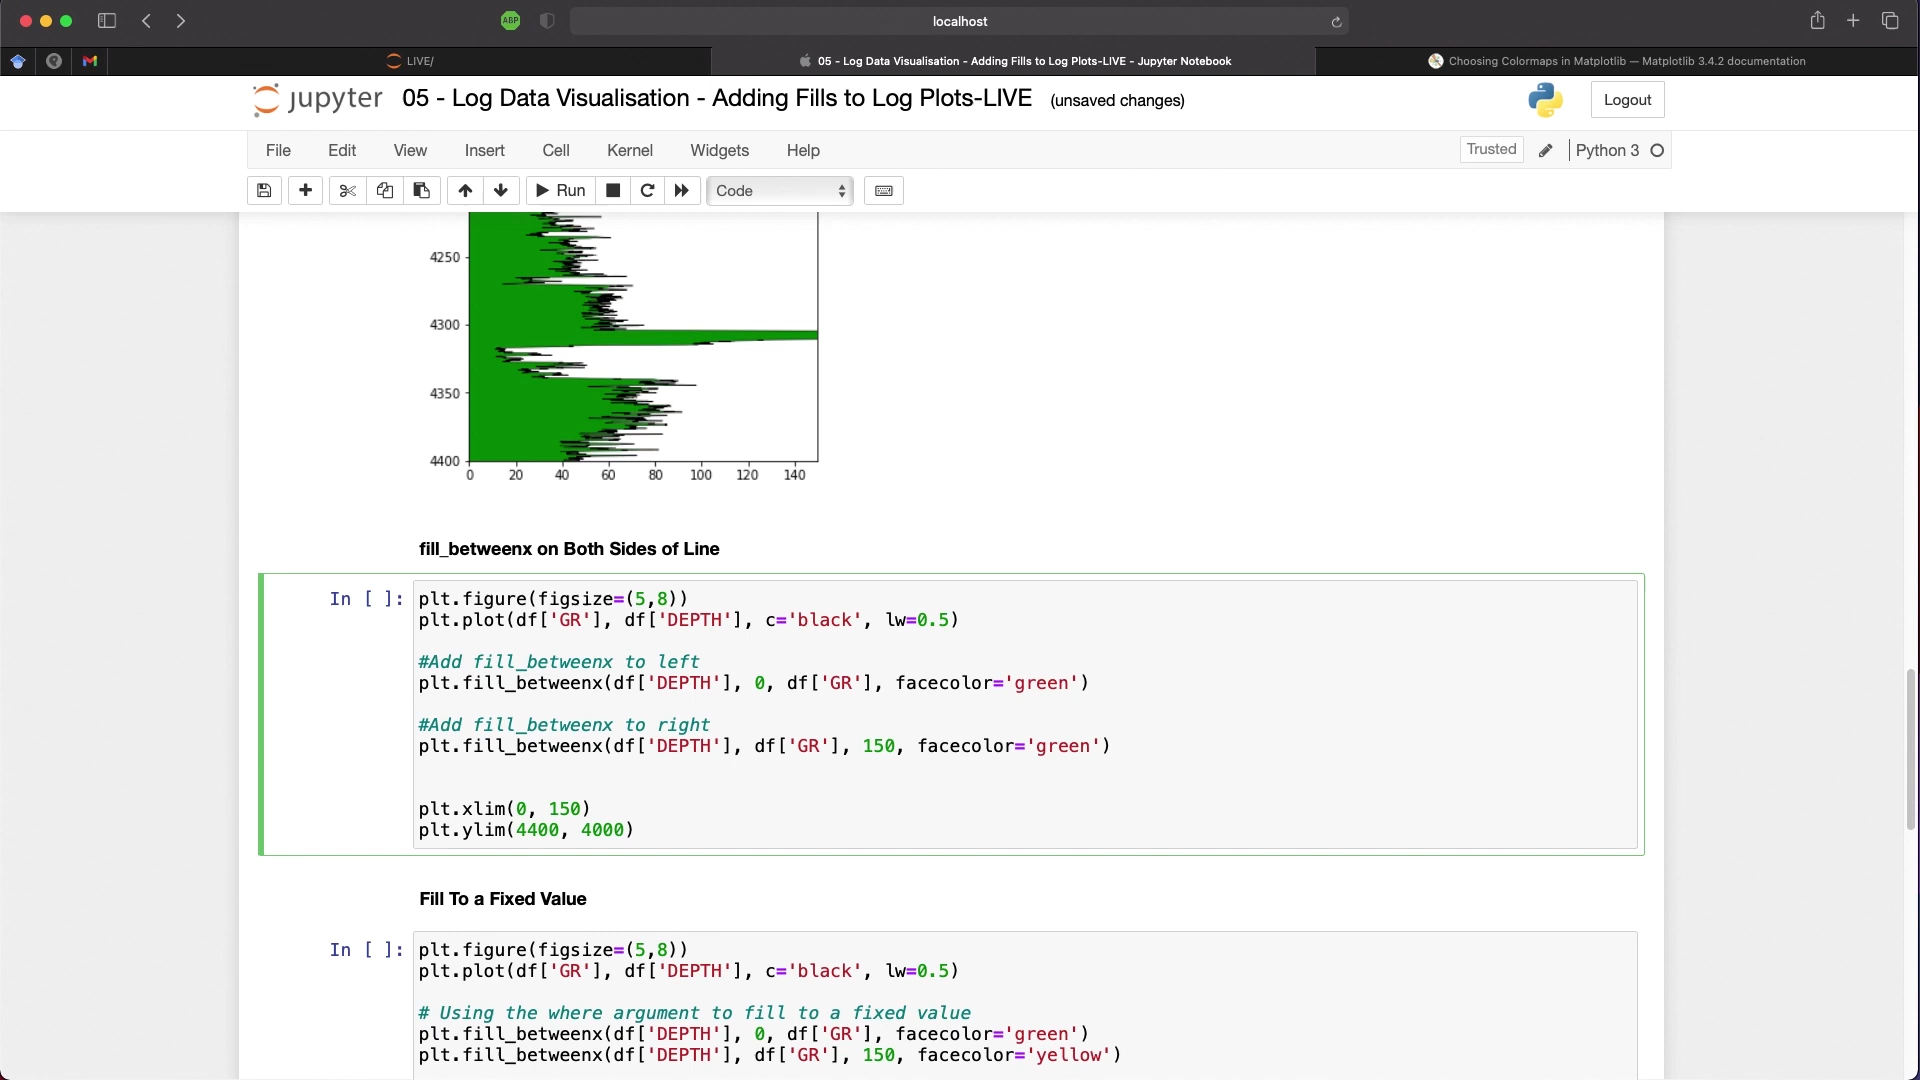 ABP
localhost
LIVE/
05 - Log Data Visualisation - Adding Fills to Log Plots-LIVE - Jupyter Notebook
Choosing Colormaps in Matplotlib — Matplotlib 3.4.2 documentation
jupyter 05 - Log Data Visualisation - Adding Fills to Log Plots-LIVE (unsaved changes)
Logout
File Edit View Insert Cell Kernel Widgets Help
Trusted Python 3
Run Code
4250
4300
4350
4400
0 20 40 60 80 100 120 140
fill_betweenx on Both Sides of Line
In [ ]: plt.figure(figsize=(5,8))
plt.plot(df['GR'], df['DEPTH'], c='black', lw=0.5)
#Add fill_betweenx to left
plt.fill_betweenx(df['DEPTH'], 0, df['GR'], facecolor='green')
#Add fill_betweenx to right
plt.fill_betweenx(df['DEPTH'], df['GR'], 150, facecolor='green')
plt.xlim(0, 150)
plt.ylim(4400, 4000)
Fill To a Fixed Value
In [ ]: plt.figure(figsize=(5,8))
plt.plot(df['GR'], df['DEPTH'], c='black', lw=0.5)
# Using the where argument to fill to a fixed value
plt.fill_betweenx(df['DEPTH'], 0, df['GR'], facecolor='green')
plt.fill_betweenx(df['DEPTH'], df['GR'], 150, facecolor='yellow')